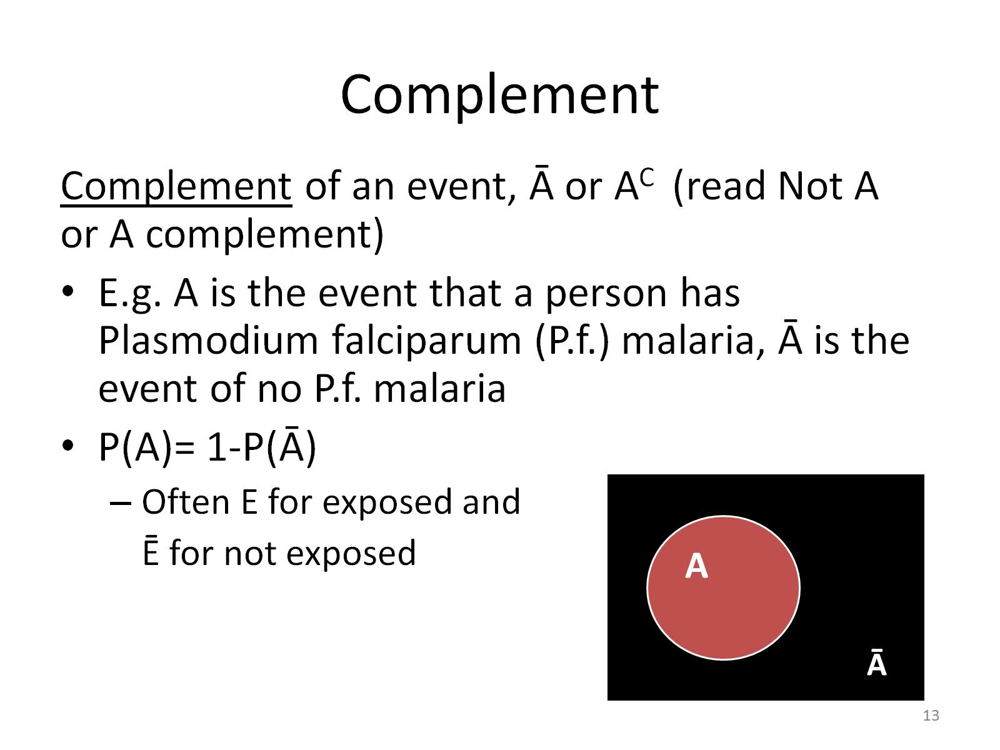 Complement
Complement of an event, Ā or Aᶜ (read Not A
or A complement)
• E.g. A is the event that a person has
Plasmodium falciparum (P.f.) malaria, Ā is the
event of no P.f. malaria
• P(A)= 1-P(Ā)
– Often E for exposed and
Ē for not exposed
A
Ā
13